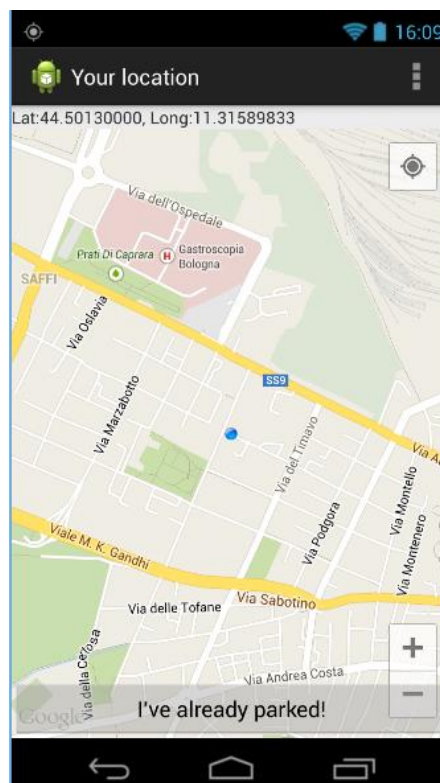 16:09
Your location
Lat:44.50130000, Long:11.31589833
Via dell'Ospedale
Prati Di Caprara
H
Gastroscopia
Bologna
SAFFI
Via Oslavia
SS9
Via Marzabotto
Via del Timavo
Via A
Via Montello
Via Podgora
Via Montenero
Viale M. K. Gandhi
Via Sabotino
Via delle Tofane
Via della Certosa
Via Andrea Costa
+
−
Google
I've already parked!